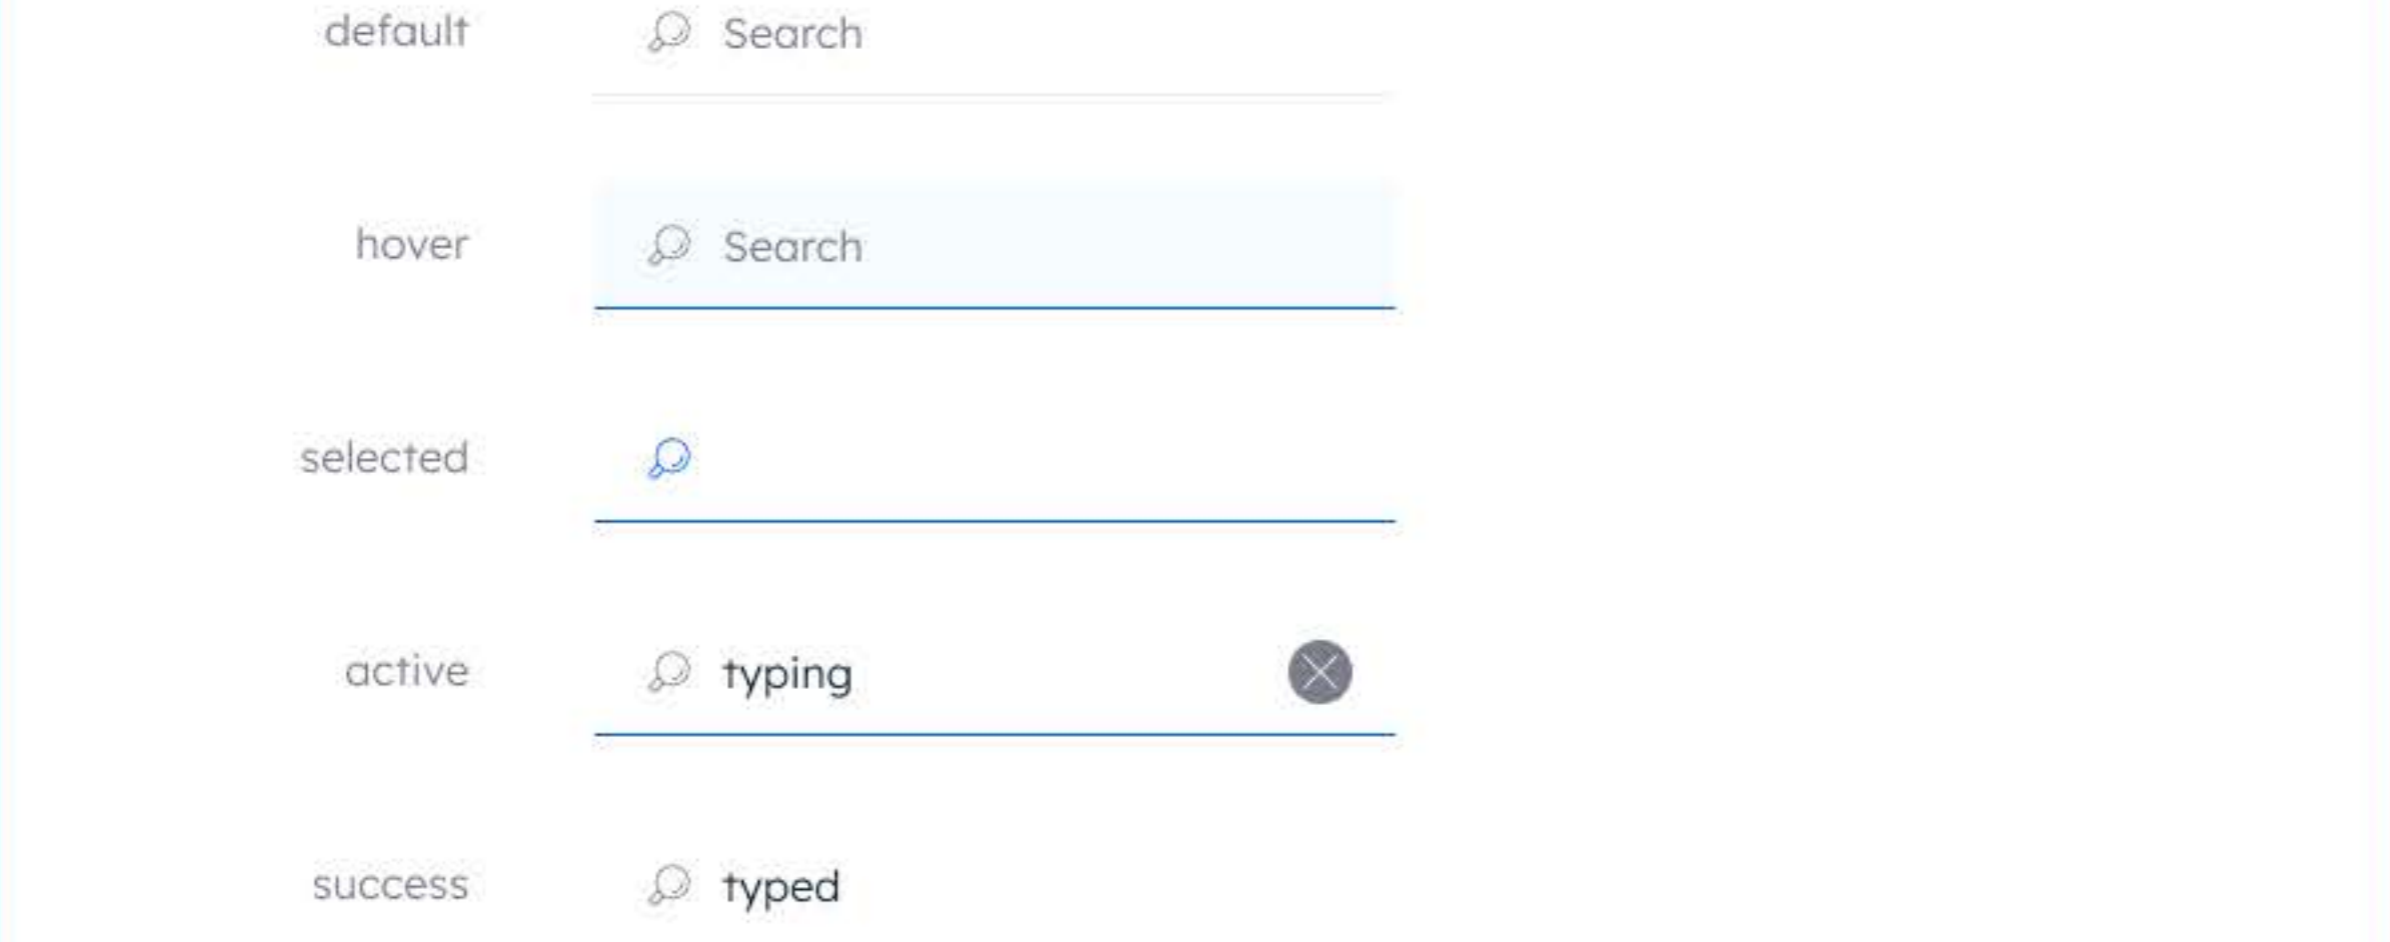 default Search
hover Search
selected
active typing
success typed